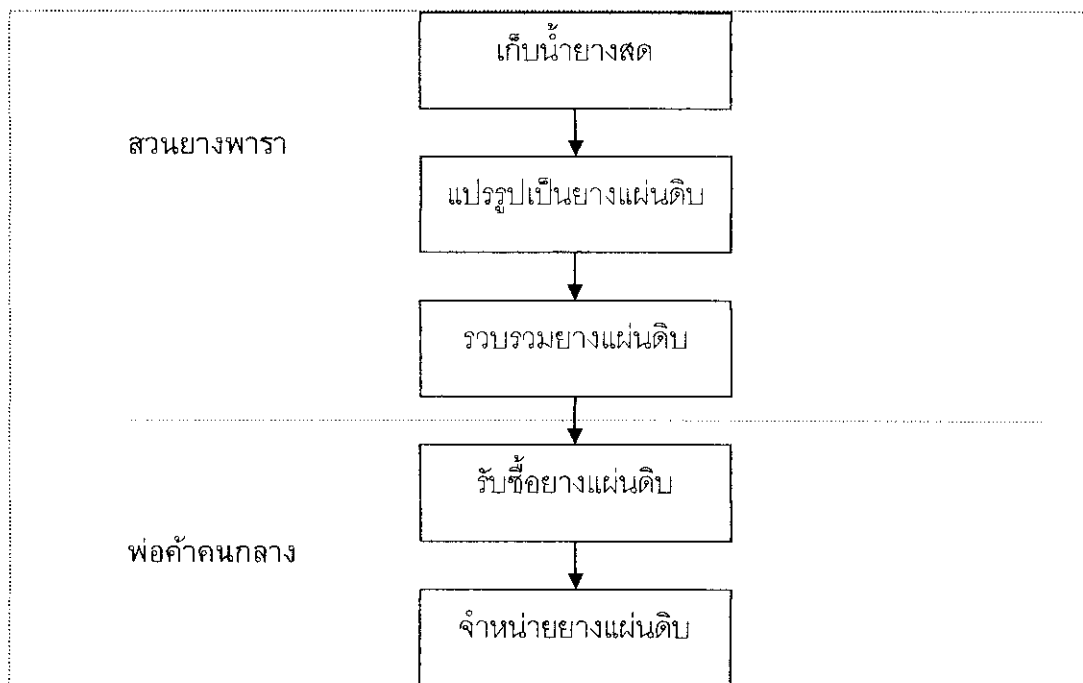 เก็บน้ำยางสด
สวนยางพารา
แปรรูปเป็นยางแผ่นดิบ
รวบรวมยางแผ่นดิบ
รับซื้อยางแผ่นดิบ
พ่อค้าคนกลาง
จำหน่ายยางแผ่นดิบ